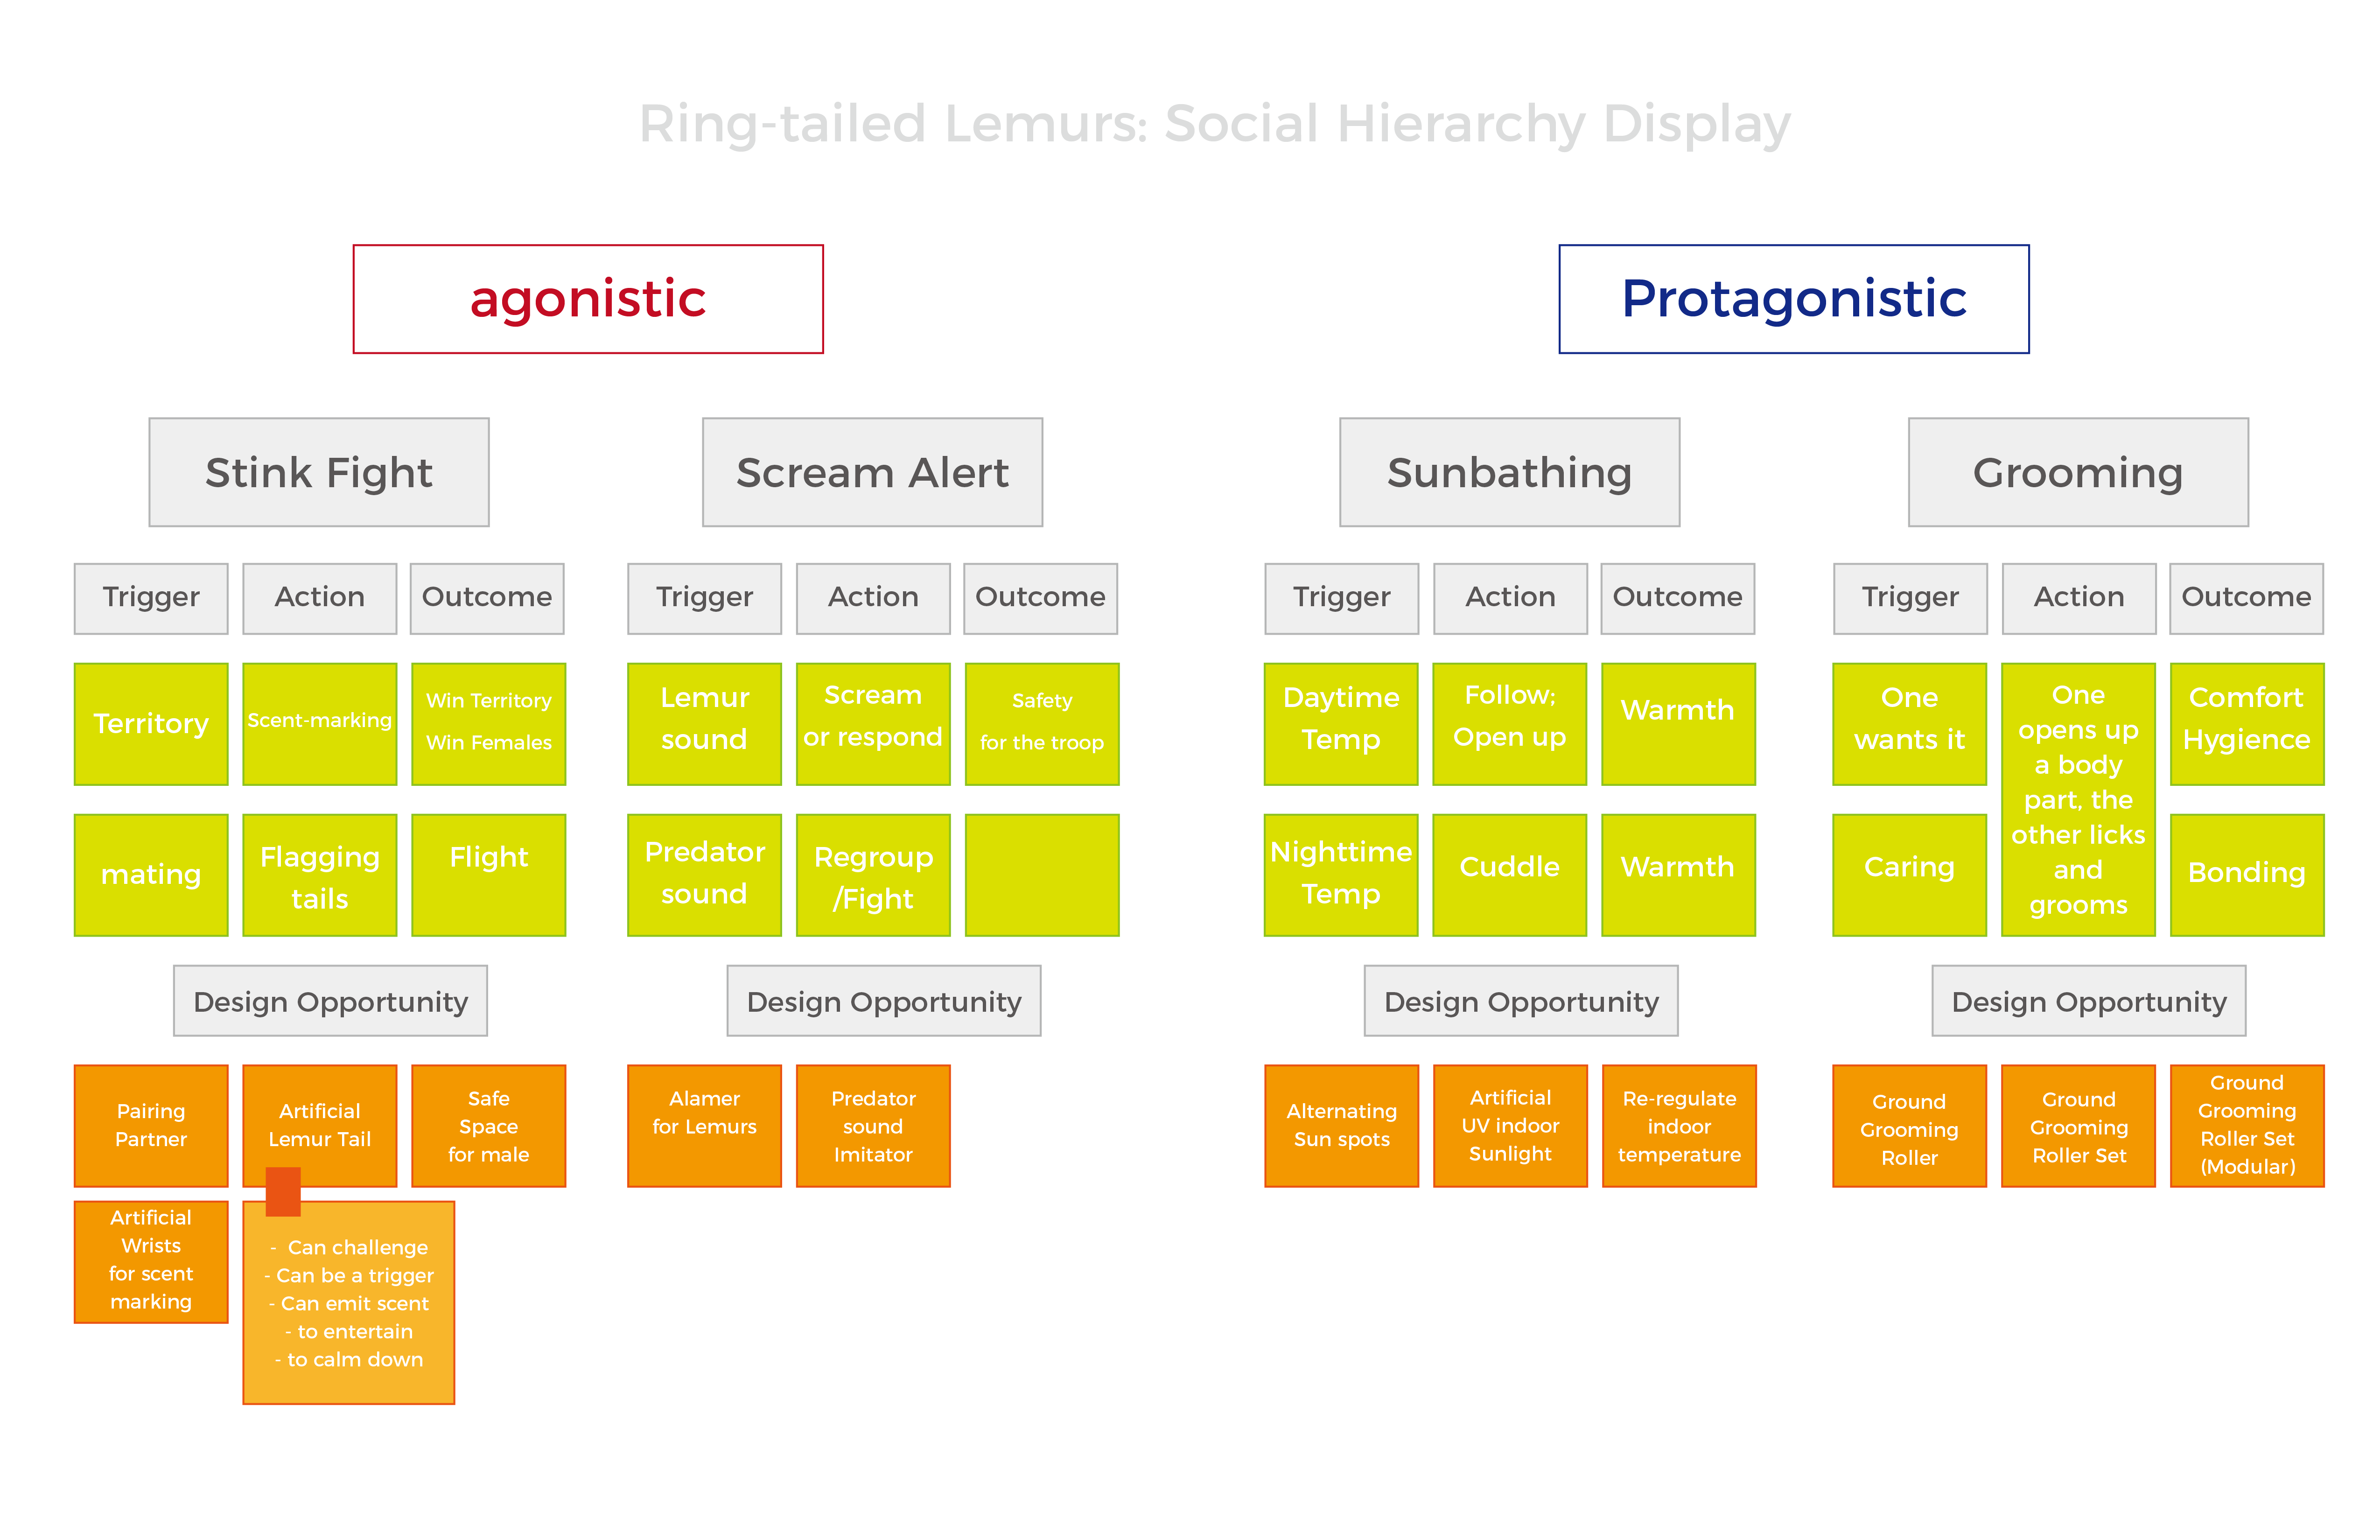 Ring-tailed Lemurs: Social Hierarchy Display
agonistic
Protagonistic
Stink Fight
Scream Alert
Sunbathing
Grooming
Trigger
Action
Outcome
Trigger
Action
Outcome
Trigger
Action
Outcome
Trigger
Action
Outcome
Territory
Scent-marking
Win Territory
Win Females
Lemur
sound
Scream
or respond
Safety
for the troop
Daytime
Temp
Follow;
Open up
Warmth
One
wants it
One
opens up
a body
part, the
other licks
and
grooms
Comfort
Hygience
mating
Flagging
tails
Flight
Predator
sound
Regroup
/Fight
Nighttime
Temp
Cuddle
Warmth
Caring
Bonding
Design Opportunity
Design Opportunity
Design Opportunity
Design Opportunity
Pairing
Partner
Artificial
Lemur Tail
Safe
Space
for male
Alamer
for Lemurs
Predator
sound
Imitator
Alternating
Sun spots
Artificial
UV indoor
Sunlight
Re-regulate
indoor
temperature
Ground
Grooming
Roller
Ground
Grooming
Roller Set
Ground
Grooming
Roller Set
(Modular)
Artificial
Wrists
for scent
marking
- Can challenge
- Can be a trigger
- Can emit scent
- to entertain
- to calm down